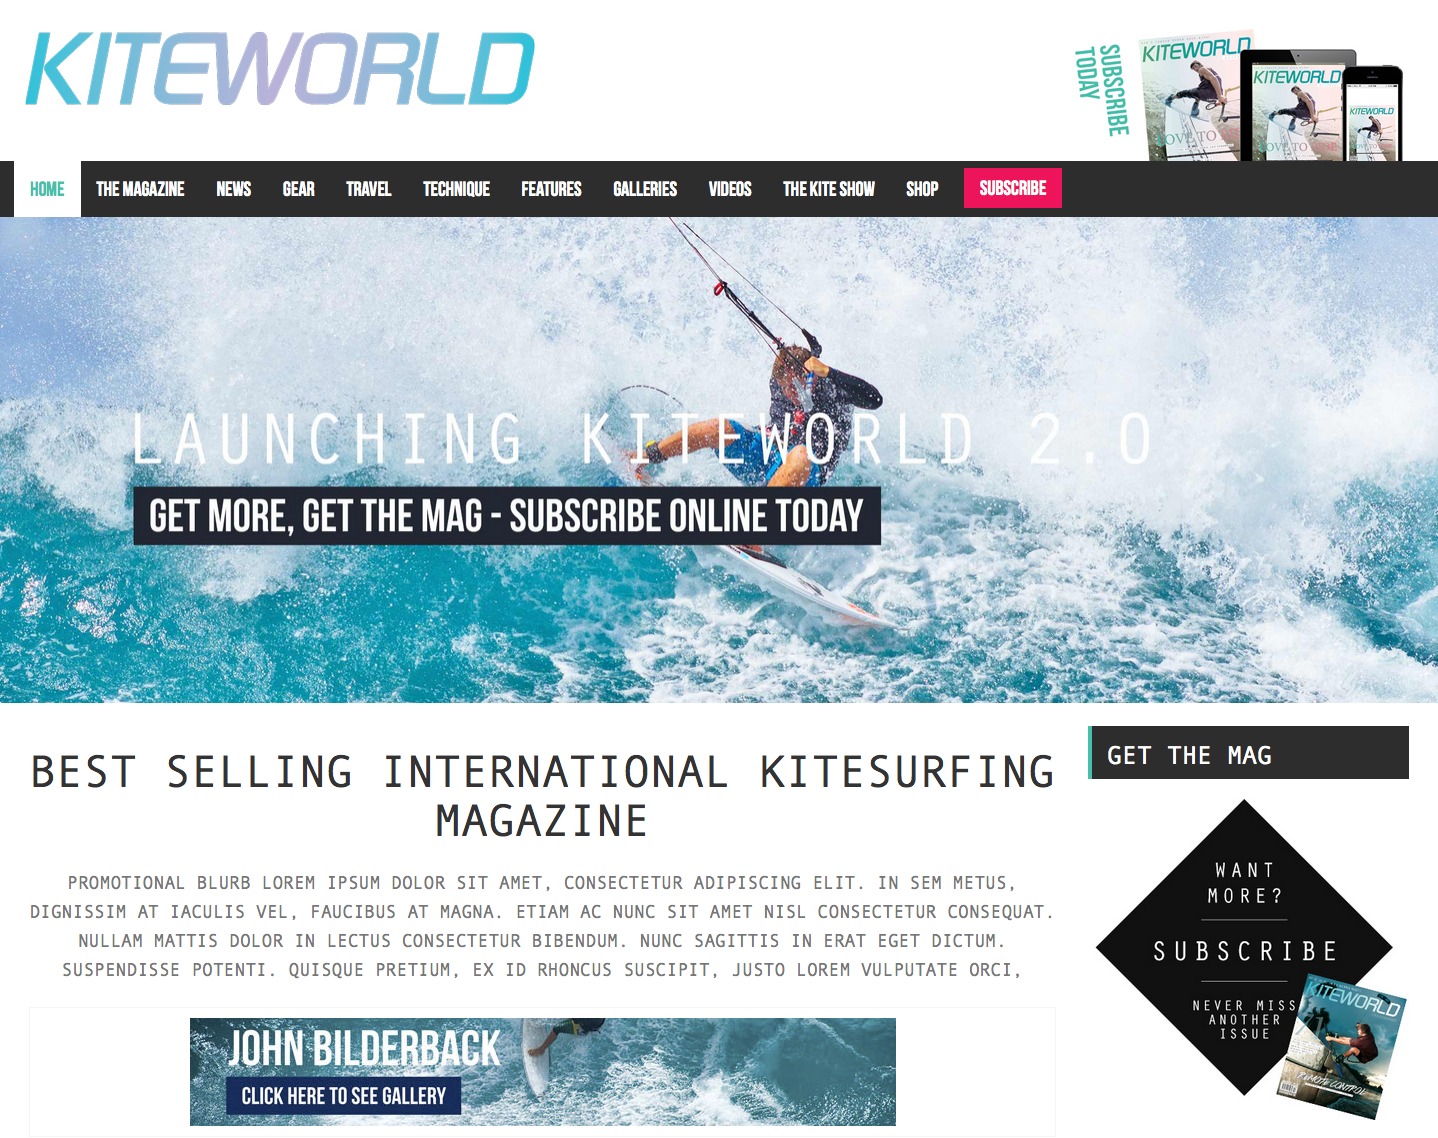 KITEWORLD
SUBSCRIBE
TODAY
KITEWORLD
KITEWORLD
KITEWORLD
HOME THE MAGAZINE NEWS GEAR TRAVEL TECHNIQUE FEATURES GALLERIES VIDEOS THE KITE SHOW SHOP SUBSCRIBE
LAUNCHING KITEWORLD 2.0
GET MORE, GET THE MAG - SUBSCRIBE ONLINE TODAY
BEST SELLING INTERNATIONAL KITESURFING
MAGAZINE
PROMOTIONAL BLURB LOREM IPSUM DOLOR SIT AMET, CONSECTETUR ADIPISCING ELIT. IN SEM METUS,
DIGNISSIM AT IACULIS VEL, FAUCIBUS AT MAGNA. ETIAM AC NUNC SIT AMET NISL CONSECTETUR CONSEQUAT.
NULLAM MATTIS DOLOR IN LECTUS CONSECTETUR BIBENDUM. NUNC SAGITTIS IN ERAT EGET DICTUM.
SUSPENDISSE POTENTI. QUISQUE PRETIUM, EX ID RHONCUS SUSCIPIT, JUSTO LOREM VULPUTATE ORCI,
JOHN BILDERBACK
CLICK HERE TO SEE GALLERY
GET THE MAG
WANT
MORE?
SUBSCRIBE
NEVER MISS
ANOTHER
ISSUE
KITEWORLD
REMOTE CONTROL